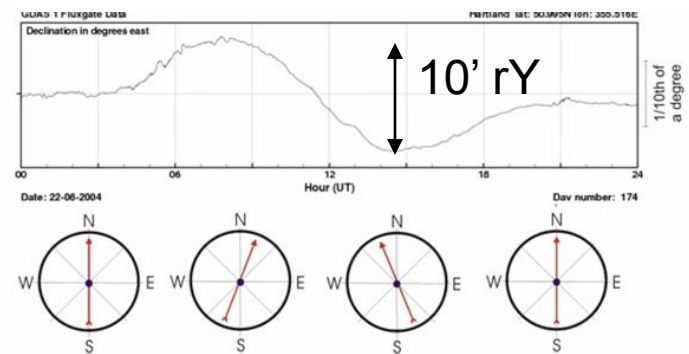 GDAS 1 Fluxgate Data
Hartland lat: 50.995N lon: 355.516E
Declination in degrees east
10’ rY
1/10th of
a degree
00 06 12 18 24
Hour (UT)
Date: 22-06-2004
Day number: 174
N
N
N
N
W E W E W E W E
S
S
S
S